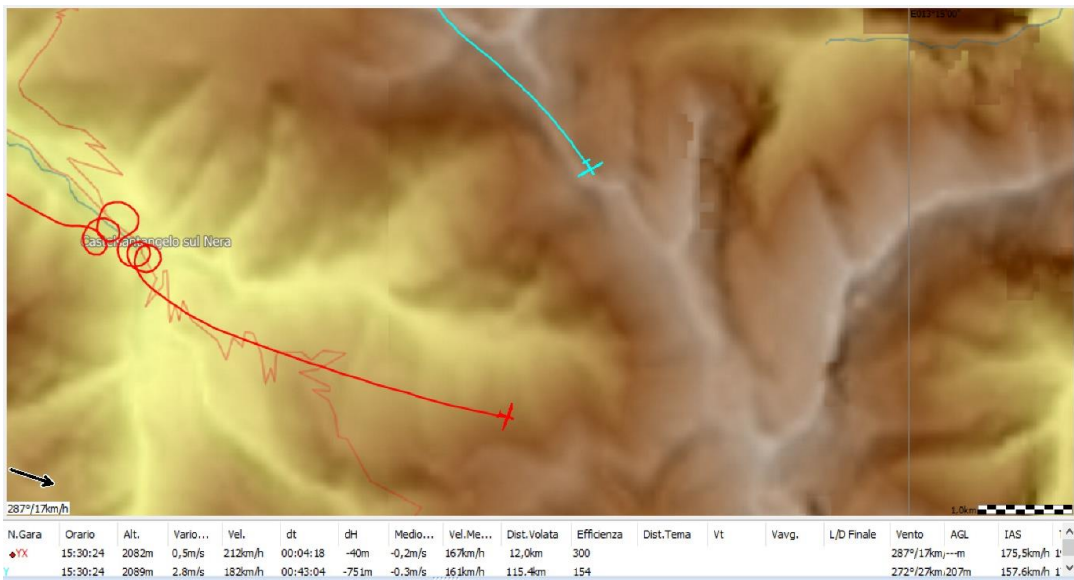 E013°15'00"
Castelsantangelo sul Nera
287°/17km/h
1.0km
N.Gara Orario Alt. Vario... Vel. dt dH Medio... Vel.Me... Dist.Volata Efficienza Dist.Tema Vt Vavg. L/D Finale Vento AGL IAS
YX 15:30:24 2082m 0,5m/s 212km/h 00:04:18 -40m -0,2m/s 167km/h 12,0km 300 287°/17km/ ---m 175,5km/h
Y 15:30:24 2089m 2.8m/s 182km/h 00:43:04 -751m -0.3m/s 161km/h 115.4km 154 272°/27km/ 207m 157.6km/h